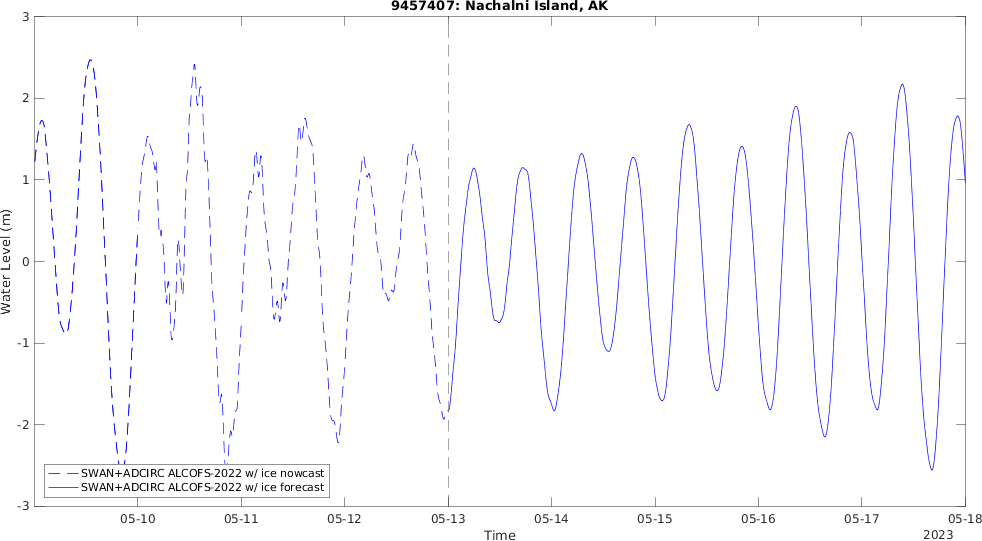 9457407: Nachalni Island, AK
3
2
1
0
-1
-2
-3
Water Level (m)
SWAN+ADCIRC ALCOFS-2022 w/ ice nowcast
SWAN+ADCIRC ALCOFS-2022 w/ ice forecast
05-10 05-11 05-12 05-13 05-14 05-15 05-16 05-17 05-18
Time
2023